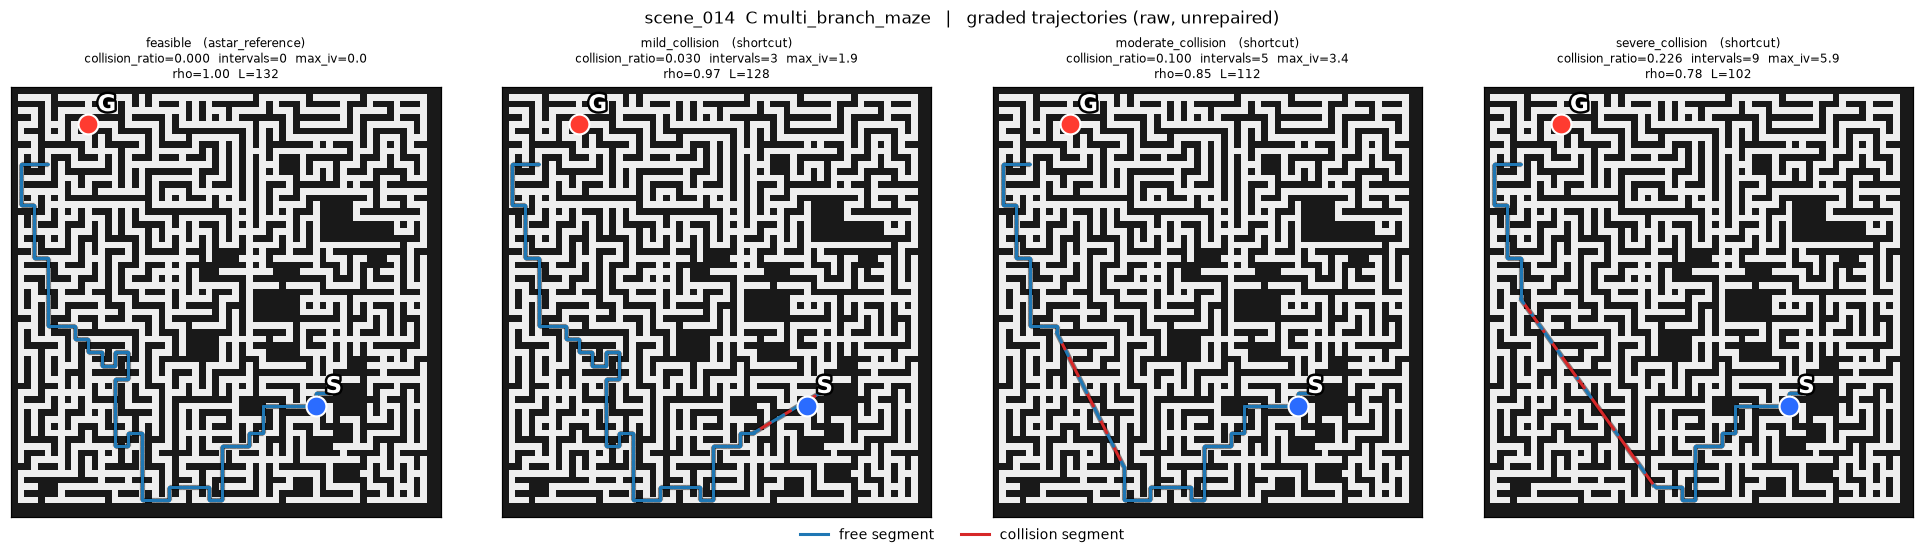 scene_014  C multi_branch_maze   |   graded trajectories (raw, unrepaired)
feasible   (astar_reference)
collision_ratio=0.000  intervals=0  max_iv=0.0
rho=1.00  L=132
mild_collision   (shortcut)
collision_ratio=0.030  intervals=3  max_iv=1.9
rho=0.97  L=128
moderate_collision   (shortcut)
collision_ratio=0.100  intervals=5  max_iv=3.4
rho=0.85  L=112
severe_collision   (shortcut)
collision_ratio=0.226  intervals=9  max_iv=5.9
rho=0.78  L=102
G
S
G
S
G
S
G
S
free segment
collision segment